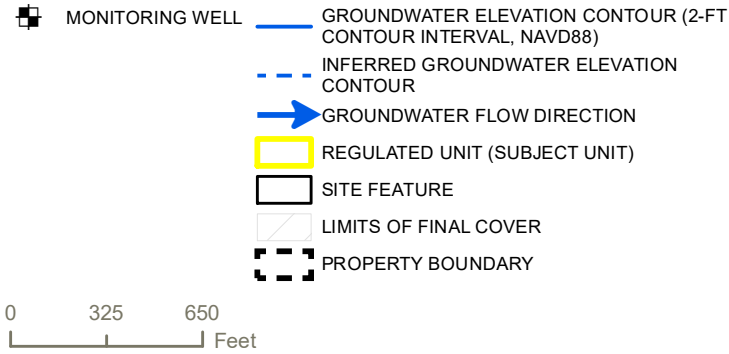 MONITORING WELL
GROUNDWATER ELEVATION CONTOUR (2-FT
CONTOUR INTERVAL, NAVD88)
INFERRED GROUNDWATER ELEVATION
CONTOUR
GROUNDWATER FLOW DIRECTION
REGULATED UNIT (SUBJECT UNIT)
SITE FEATURE
LIMITS OF FINAL COVER
PROPERTY BOUNDARY
0 325 650
Feet